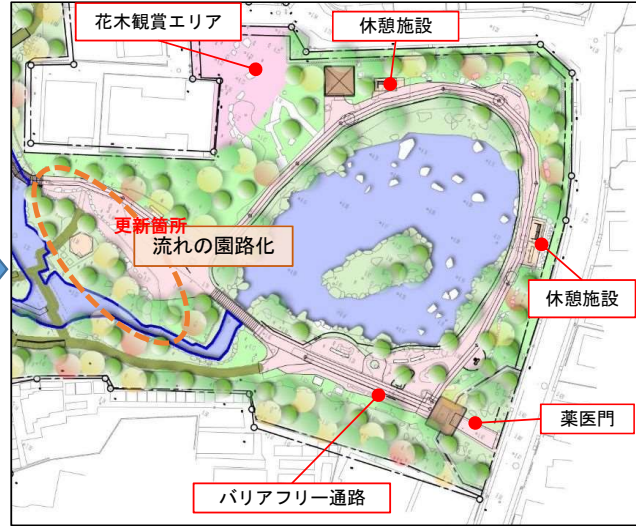 花木観賞エリア
休憩施設
更新箇所
流れの園路化
休憩施設
薬医門
バリアフリー通路